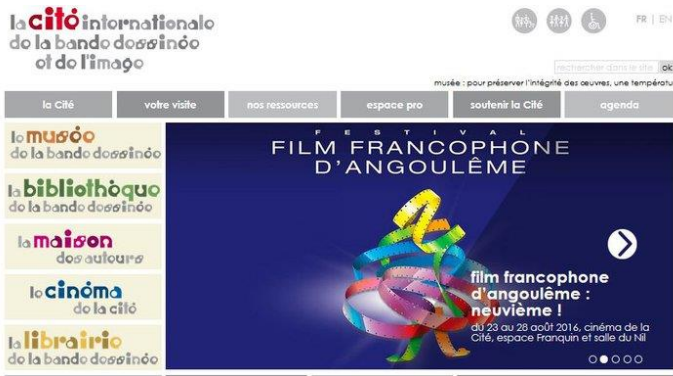 la cité internationale
de la bande dessinée
et de l'image
FR | EN
rechercher dans le site ok
musée : pour préserver l'intégrité des œuvres, une températu
la Cité votre visite nos ressources espace pro soutenir la Cité agenda
le musée
de la bande dessinée
la bibliothèque
de la bande dessinée
la maison
des auteurs
le cinéma
de la cité
la librairie
de la bande dessinée
FESTIVAL
FILM FRANCOPHONE
D'ANGOULÊME
film francophone
d'angoulême :
neuvième !
du 23 au 28 août 2016, cinéma de la
Cité, espace Franquin et salle du Nil